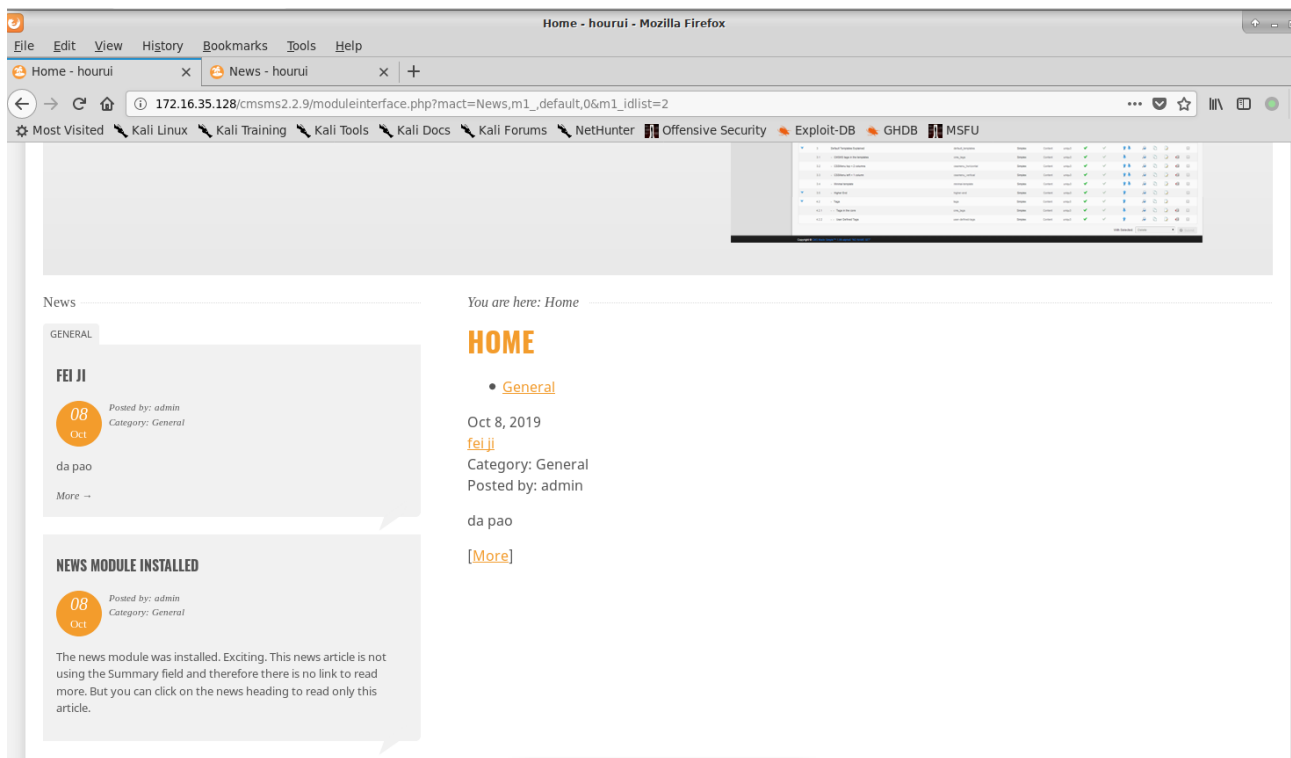 Home - hourui - Mozilla Firefox
File Edit View History Bookmarks Tools Help
Home - hourui × News - hourui × +
172.16.35.128/cmsms2.2.9/moduleinterface.php?mact=News,m1_,default,0&m1_idlist=2
Most Visited Kali Linux Kali Training Kali Tools Kali Docs Kali Forums NetHunter Offensive Security Exploit-DB GHDB MSFU
News
GENERAL
FEI JI
08
Oct
Posted by: admin
Category: General
da pao
More →
NEWS MODULE INSTALLED
08
Oct
Posted by: admin
Category: General
The news module was installed. Exciting. This news article is not
using the Summary field and therefore there is no link to read
more. But you can click on the news heading to read only this
article.
You are here: Home
HOME
• General
Oct 8, 2019
fei ji
Category: General
Posted by: admin
da pao
[More]